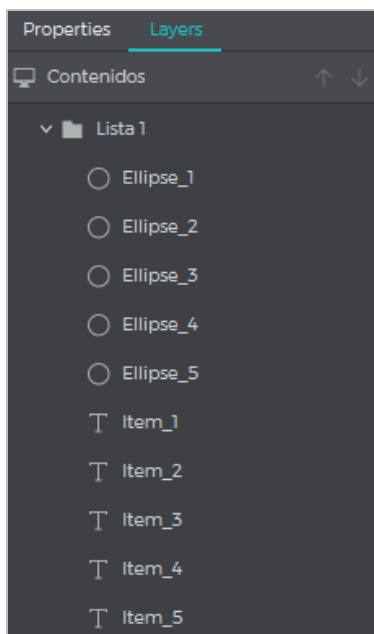 Properties Layers
Contenidos
Lista 1
Ellipse_1
Ellipse_2
Ellipse_3
Ellipse_4
Ellipse_5
Item_1
Item_2
Item_3
Item_4
Item_5